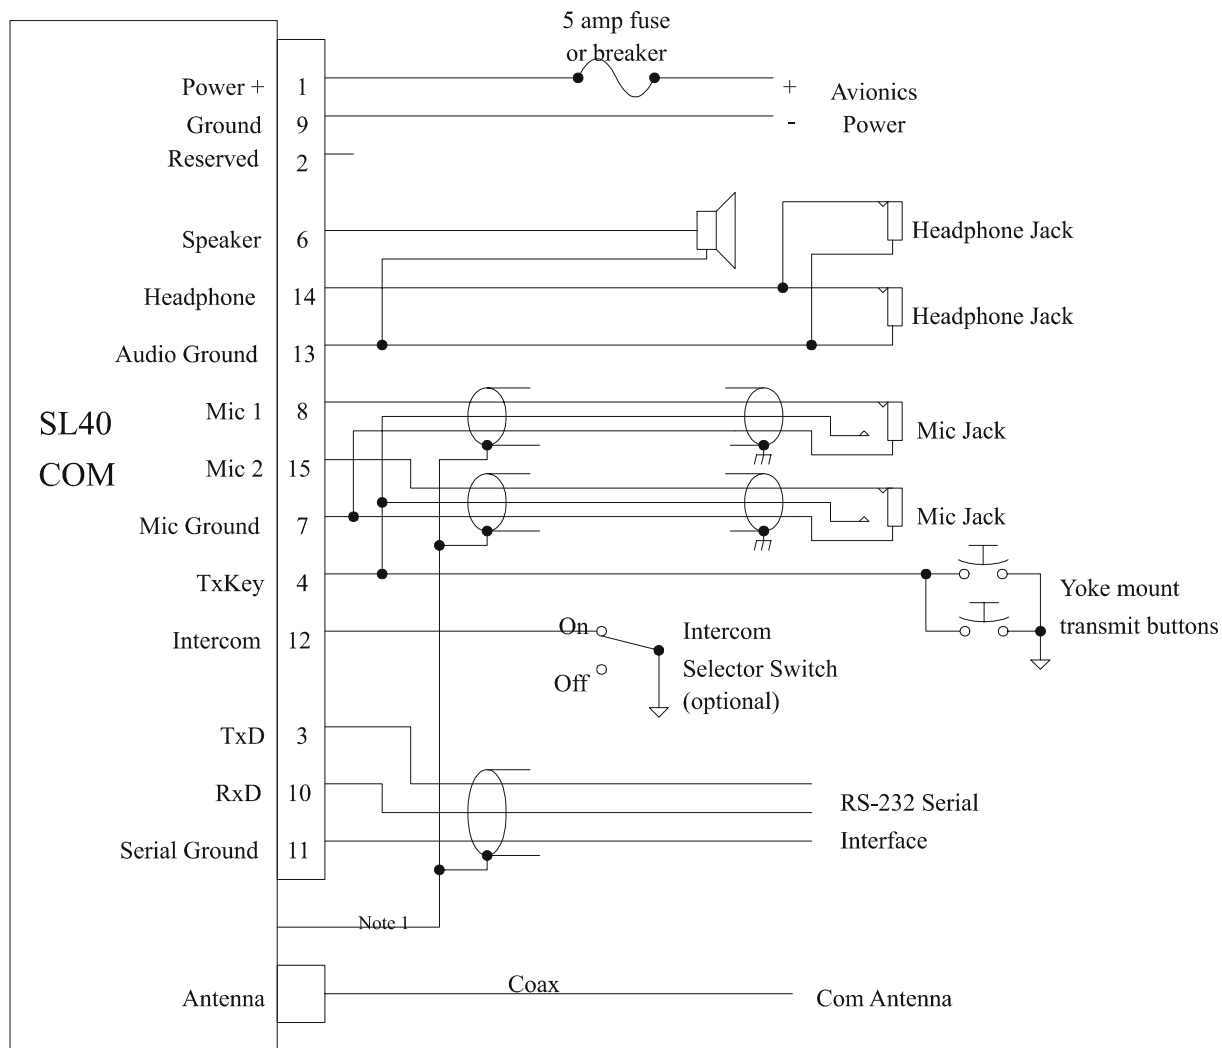 5 amp fuse
or breaker
Power + 1
+ Avionics
Ground 9
- Power
Reserved 2
Speaker 6
Headphone Jack
Headphone 14
Headphone Jack
Audio Ground 13
Mic 1 8
SL40
COM
Mic Jack
Mic 2 15
Mic Ground 7
Mic Jack
TxKey 4
Yoke mount
transmit buttons
Intercom 12
On
Off
Intercom
Selector Switch
(optional)
TxD 3
RxD 10
RS-232 Serial
Interface
Serial Ground 11
Note 1
Antenna
Coax
Com Antenna